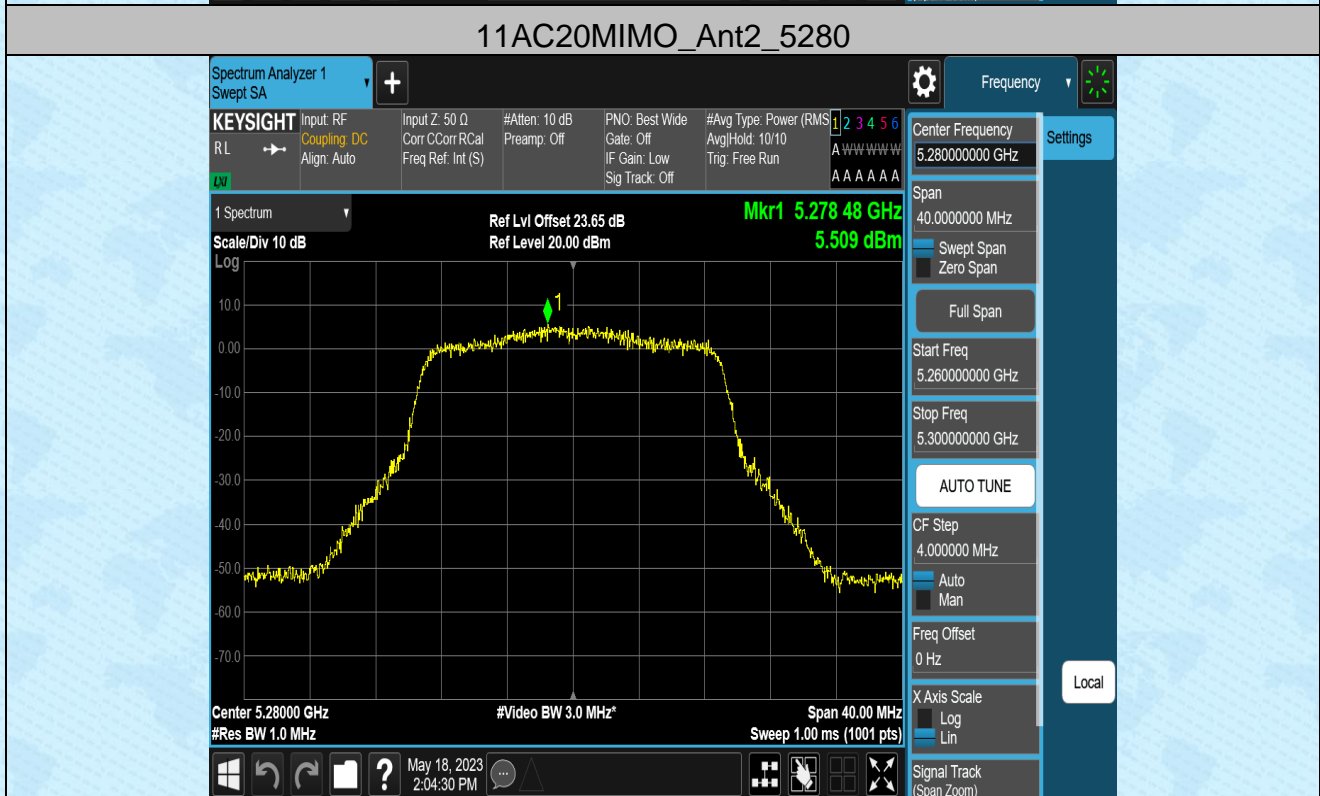 11AC20MIMO_Ant2_5280
Spectrum Analyzer 1
Swept SA
+
Frequency
KEYSIGHT
RL
LXI
Input: RF
Coupling: DC
Align: Auto
Input Z: 50 Ω
Corr CCorr RCal
Freq Ref: Int (S)
#Atten: 10 dB
Preamp: Off
PNO: Best Wide
Gate: Off
IF Gain: Low
Sig Track: Off
#Avg Type: Power (RMS
Avg|Hold: 10/10
Trig: Free Run
1 2 3 4 5 6
A W W W W W
A A A A A A
1 Spectrum
Scale/Div 10 dB
Log
Ref Lvl Offset 23.65 dB
Ref Level 20.00 dBm
Mkr1 5.278 48 GHz
5.509 dBm
1
10.0
0.00
-10.0
-20.0
-30.0
-40.0
-50.0
-60.0
-70.0
Center 5.28000 GHz
#Video BW 3.0 MHz*
Span 40.00 MHz
#Res BW 1.0 MHz
Sweep 1.00 ms (1001 pts)
Center Frequency
5.280000000 GHz
Settings
Span
40.0000000 MHz
Swept Span
Zero Span
Full Span
Start Freq
5.260000000 GHz
Stop Freq
5.300000000 GHz
AUTO TUNE
CF Step
4.000000 MHz
Auto
Man
Freq Offset
0 Hz
X Axis Scale
Log
Lin
Local
Signal Track
(Span Zoom)
?
May 18, 2023
2:04:30 PM